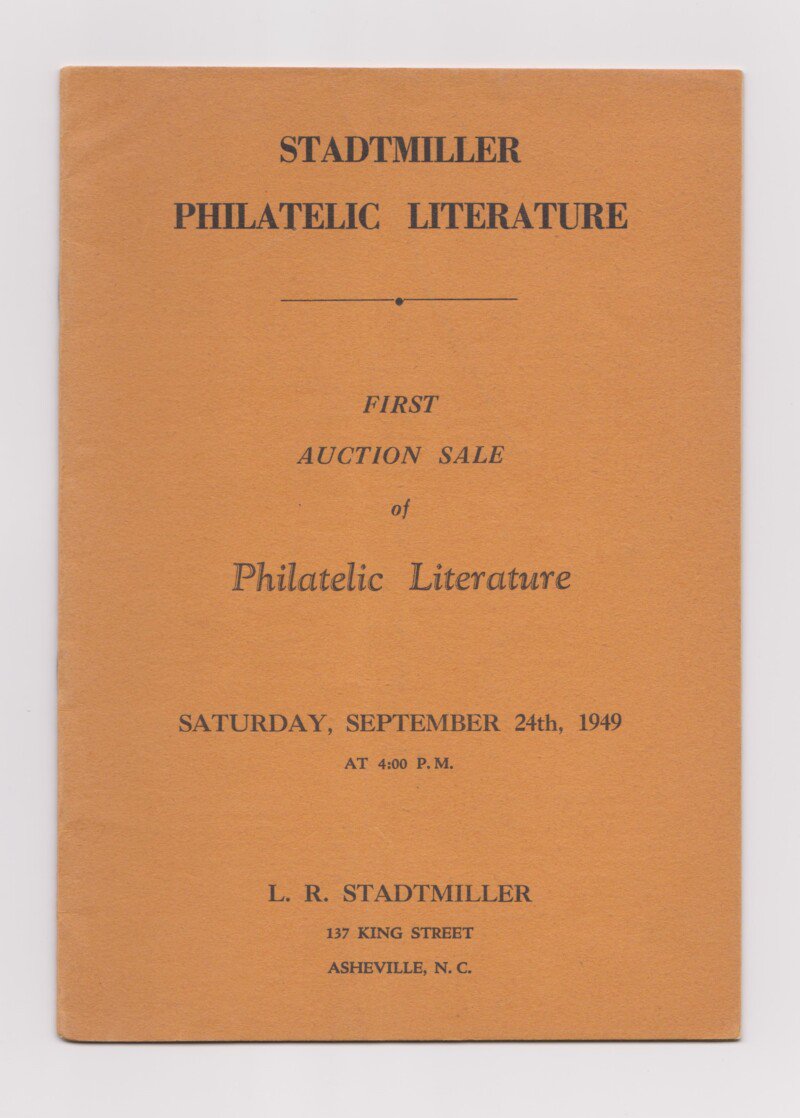 STADTMILLER
PHILATELIC LITERATURE
FIRST
AUCTION SALE
of
Philatelic Literature
SATURDAY, SEPTEMBER 24th, 1949
AT 4:00 P. M.
L. R. STADTMILLER
137 KING STREET
ASHEVILLE, N. C.